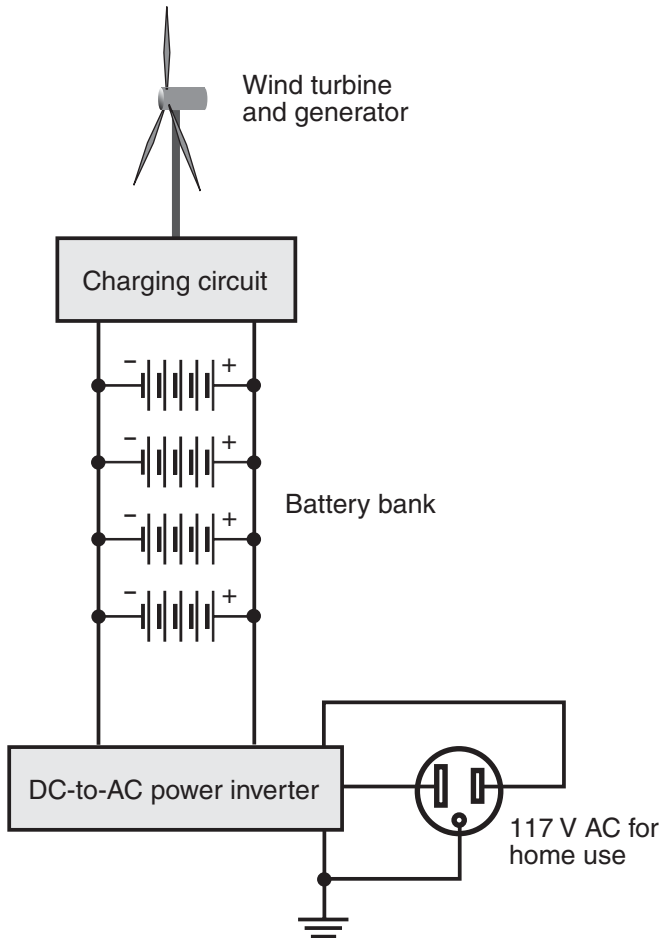 Wind turbine
and generator
Charging circuit
– +
– +
– +
– +
Battery bank
DC-to-AC power inverter
117 V AC for
home use